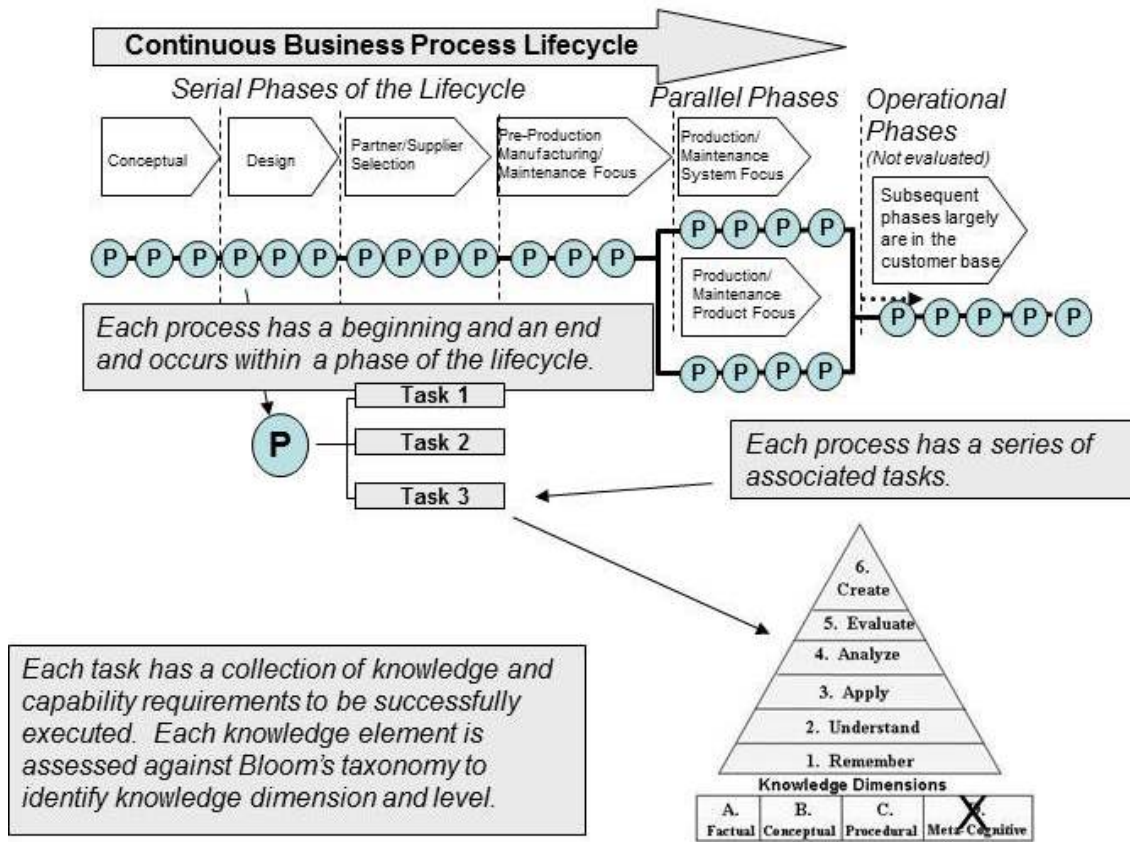 Continuous Business Process Lifecycle
Serial Phases of the Lifecycle
Parallel Phases
Operational
Phases
(Not evaluated)
Conceptual
Design
Partner/Supplier
Selection
Pre-Production
Manufacturing/
Maintenance Focus
Production/
Maintenance
System Focus
Subsequent
phases largely
are in the
customer base
P P P P P P P P P P P P P
P P P P
Production/
Maintenance
Product Focus
P P P P
P P P P P
Each process has a beginning and an end
and occurs within a phase of the lifecycle.
P
Task 1
Task 2
Task 3
Each process has a series of
associated tasks.
6.
Create
5. Evaluate
4. Analyze
3. Apply
2. Understand
1. Remember
Knowledge Dimensions
A.
Factual
B.
Conceptual
C.
Procedural
Meta-Cognitive
Each task has a collection of knowledge and
capability requirements to be successfully
executed. Each knowledge element is
assessed against Bloom's taxonomy to
identify knowledge dimension and level.